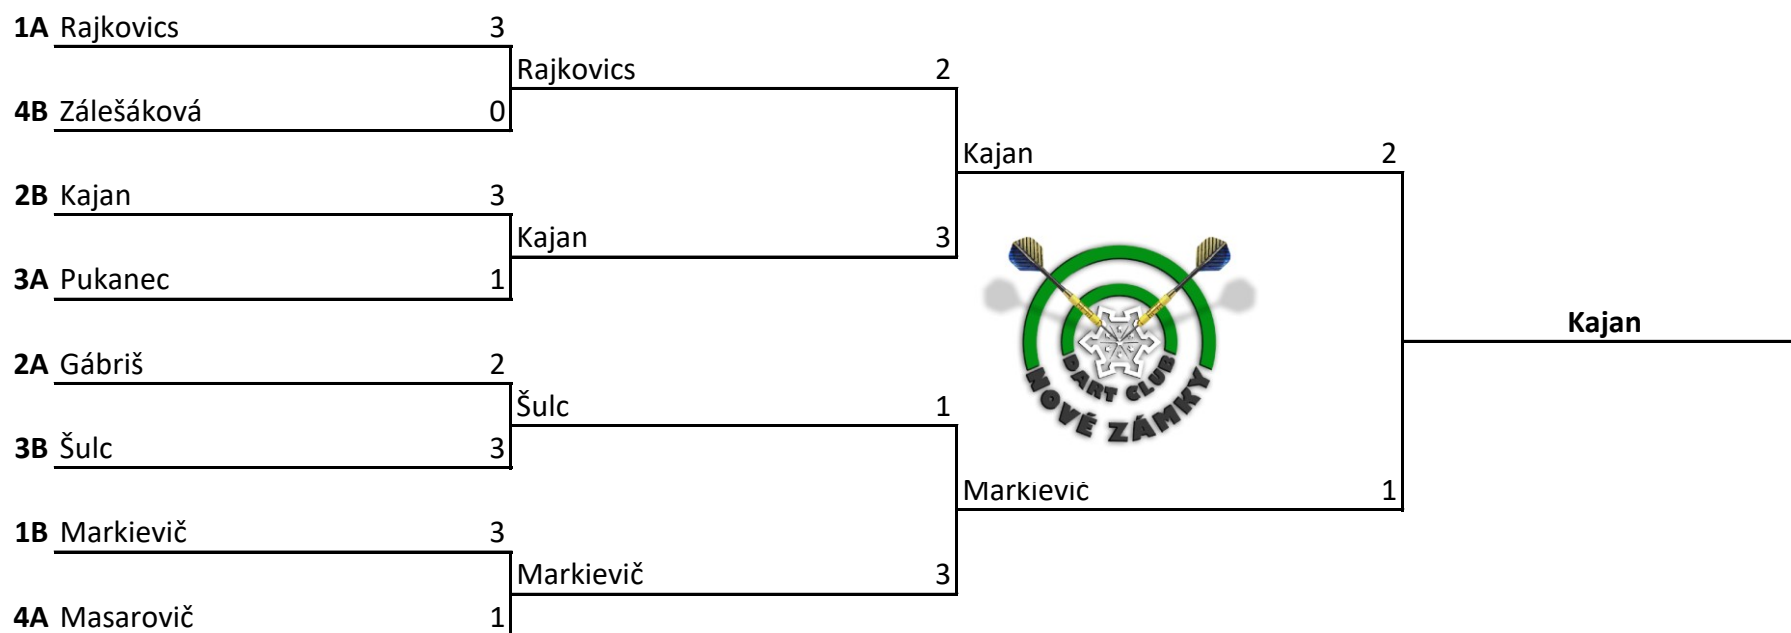 1A Rajkovics 3
Rajkovics 2
4B Zálešáková 0
Kajan 2
2B Kajan 3
Kajan 3
3A Pukanec 1
Kajan
2A Gábriš 2
DART CLUB
NOVÉ ZÁMKY
Šulc 1
3B Šulc 3
Markievič 1
1B Markievič 3
Markievič 3
4A Masarovič 1